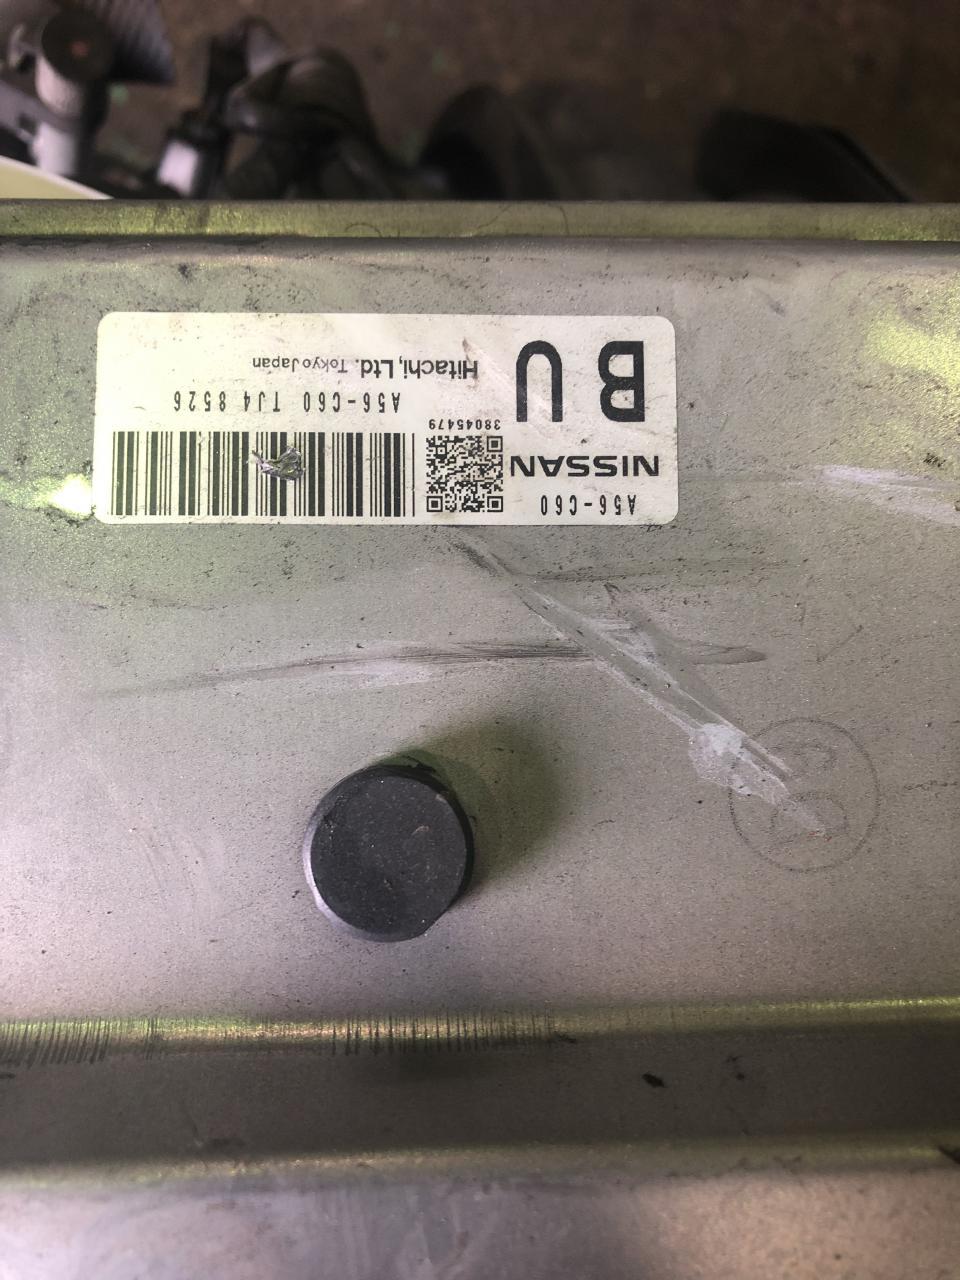 A56-C60
NISSAN
BU
38045479
A56-C60 TJ4 8526
Hitachi,Ltd. Tokyo Japan